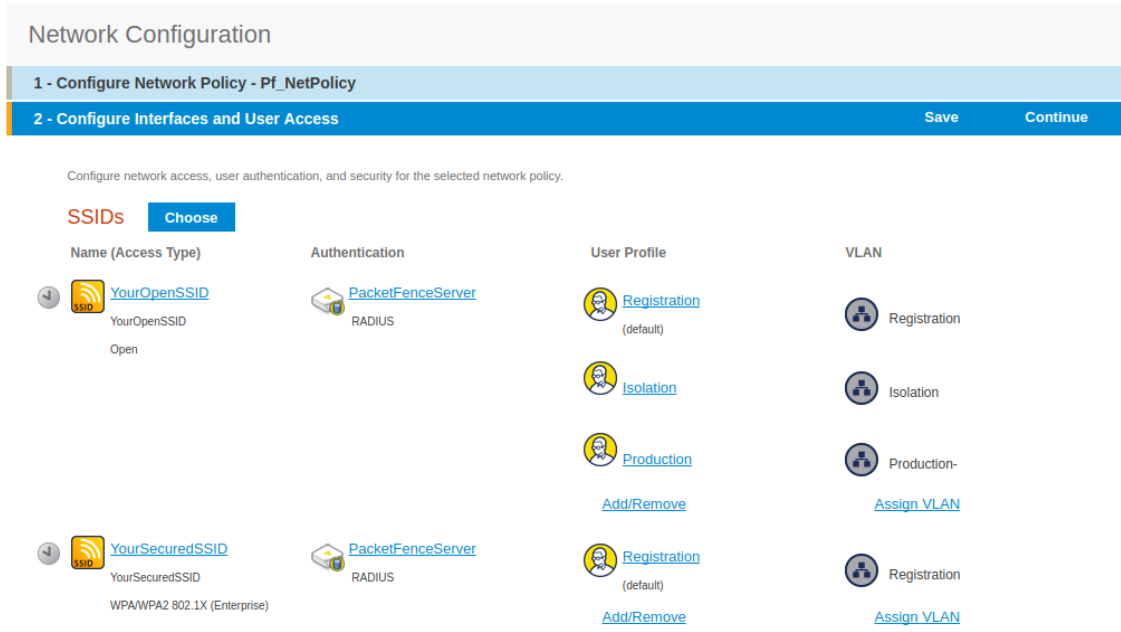 Network Configuration
1 - Configure Network Policy - Pf_NetPolicy
2 - Configure Interfaces and User Access Save Continue
Configure network access, user authentication, and security for the selected network policy.
SSIDs Choose
Name (Access Type) Authentication User Profile VLAN
SSID YourOpenSSID PacketFenceServer Registration
YourOpenSSID RADIUS (default) Registration
Open
Isolation Isolation
Production Production-
Add/Remove Assign VLAN
SSID YourSecuredSSID PacketFenceServer Registration
YourSecuredSSID RADIUS (default) Registration
WPA/WPA2 802.1X (Enterprise)
Add/Remove Assign VLAN